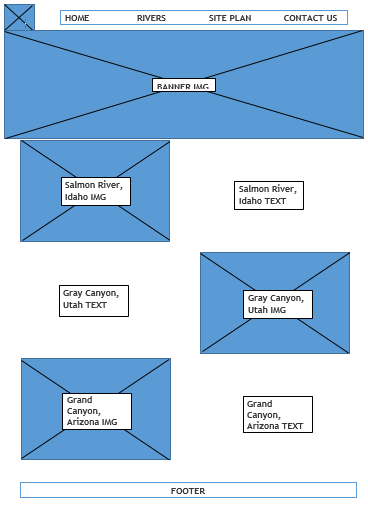 HOME RIVERS SITE PLAN CONTACT US
BANNER IMG
Salmon River,
Idaho IMG
Salmon River,
Idaho TEXT
Gray Canyon,
Utah TEXT
Gray Canyon,
Utah IMG
Grand
Canyon,
Arizona IMG
Grand
Canyon,
Arizona TEXT
FOOTER